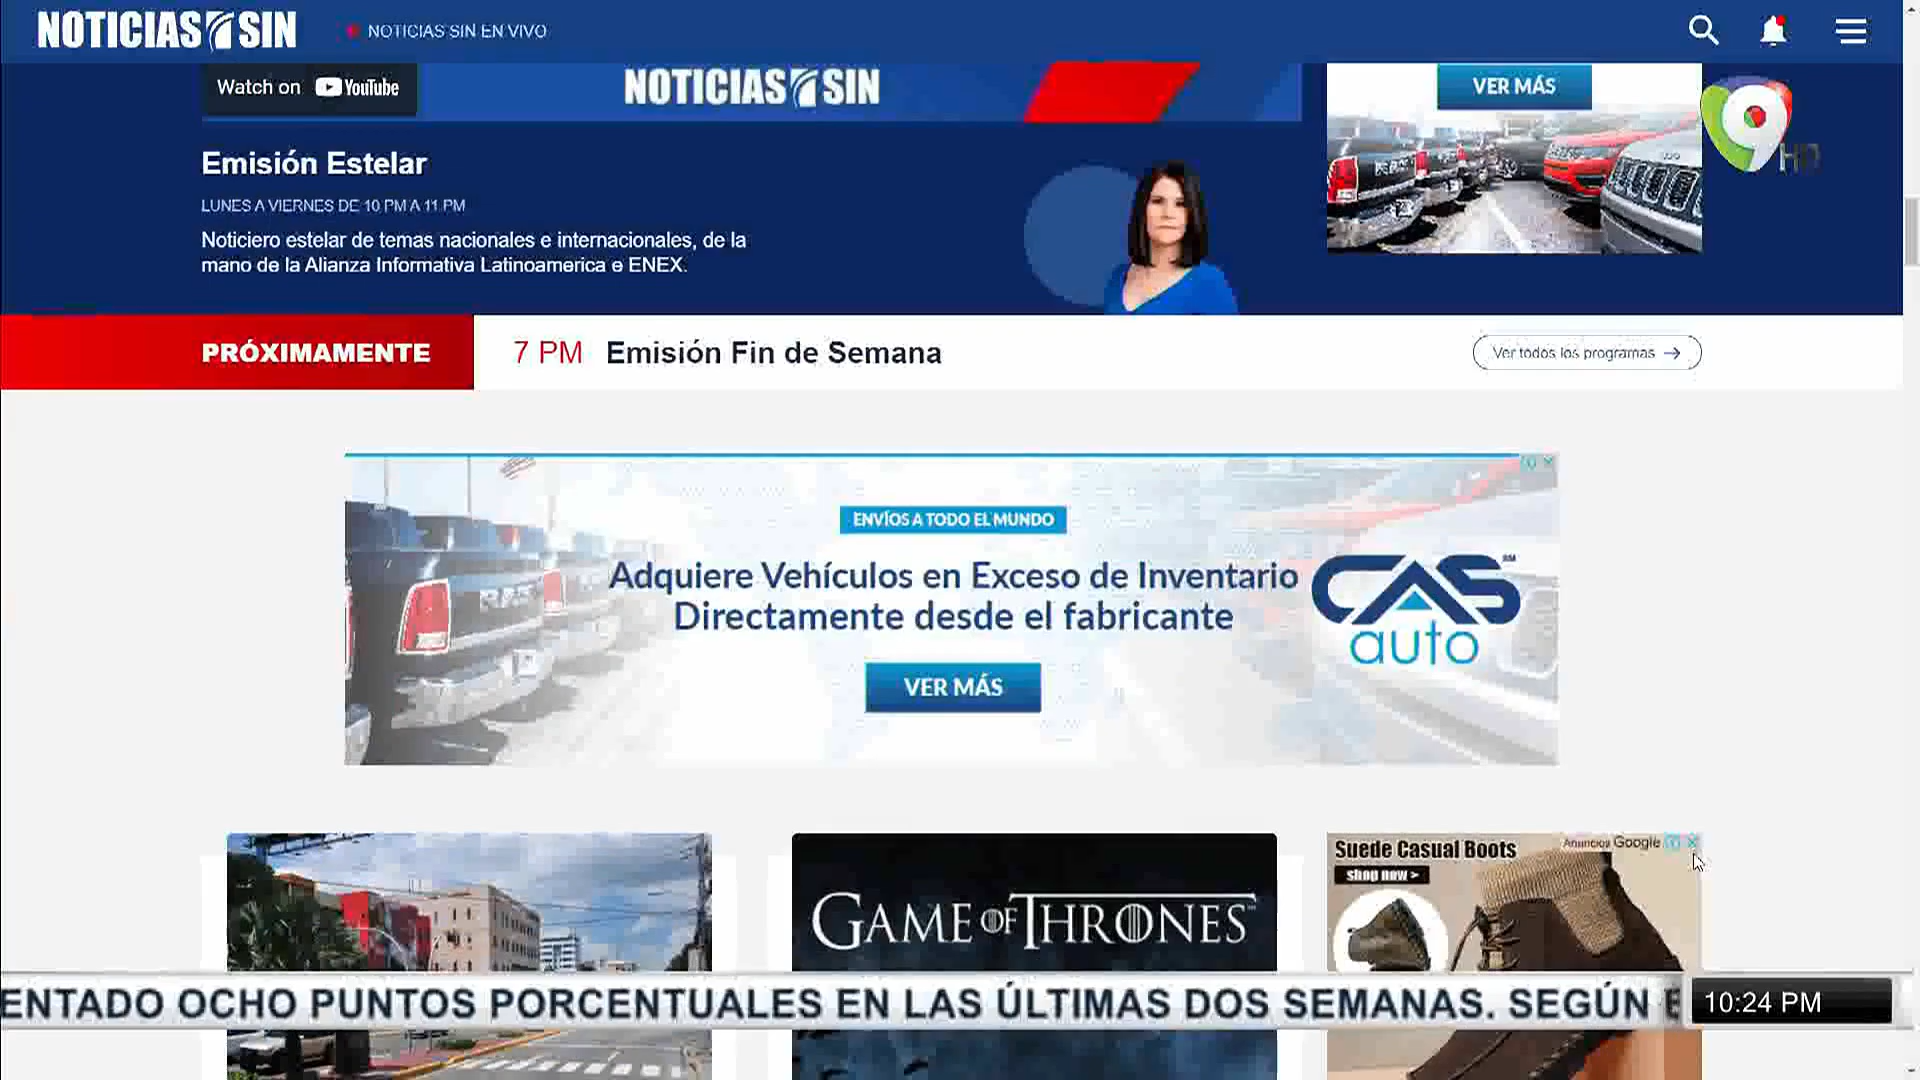 NOTICIAS SIN
NOTICIAS SIN EN VIVO
Watch on YouTube
NOTICIAS SIN
VER MÁS
9
HD
Emisión Estelar
LUNES A VIERNES DE 10 PM A 11 PM
Noticiero estelar de temas nacionales e internacionales, de la
mano de la Alianza Informativa Latinoamerica e ENEX.
PRÓXIMAMENTE
7 PM Emisión Fin de Semana
Ver todos los programas →
ENVÍOS A TODO EL MUNDO
Adquiere Vehículos en Exceso de Inventario
Directamente desde el fabricante
VER MÁS
CAS
auto
GAME OF THRONES
Suede Casual Boots
shop now >
Anuncios Google
ENTADO OCHO PUNTOS PORCENTUALES EN LAS ÚLTIMAS DOS SEMANAS. SEGÚN E
10:24 PM